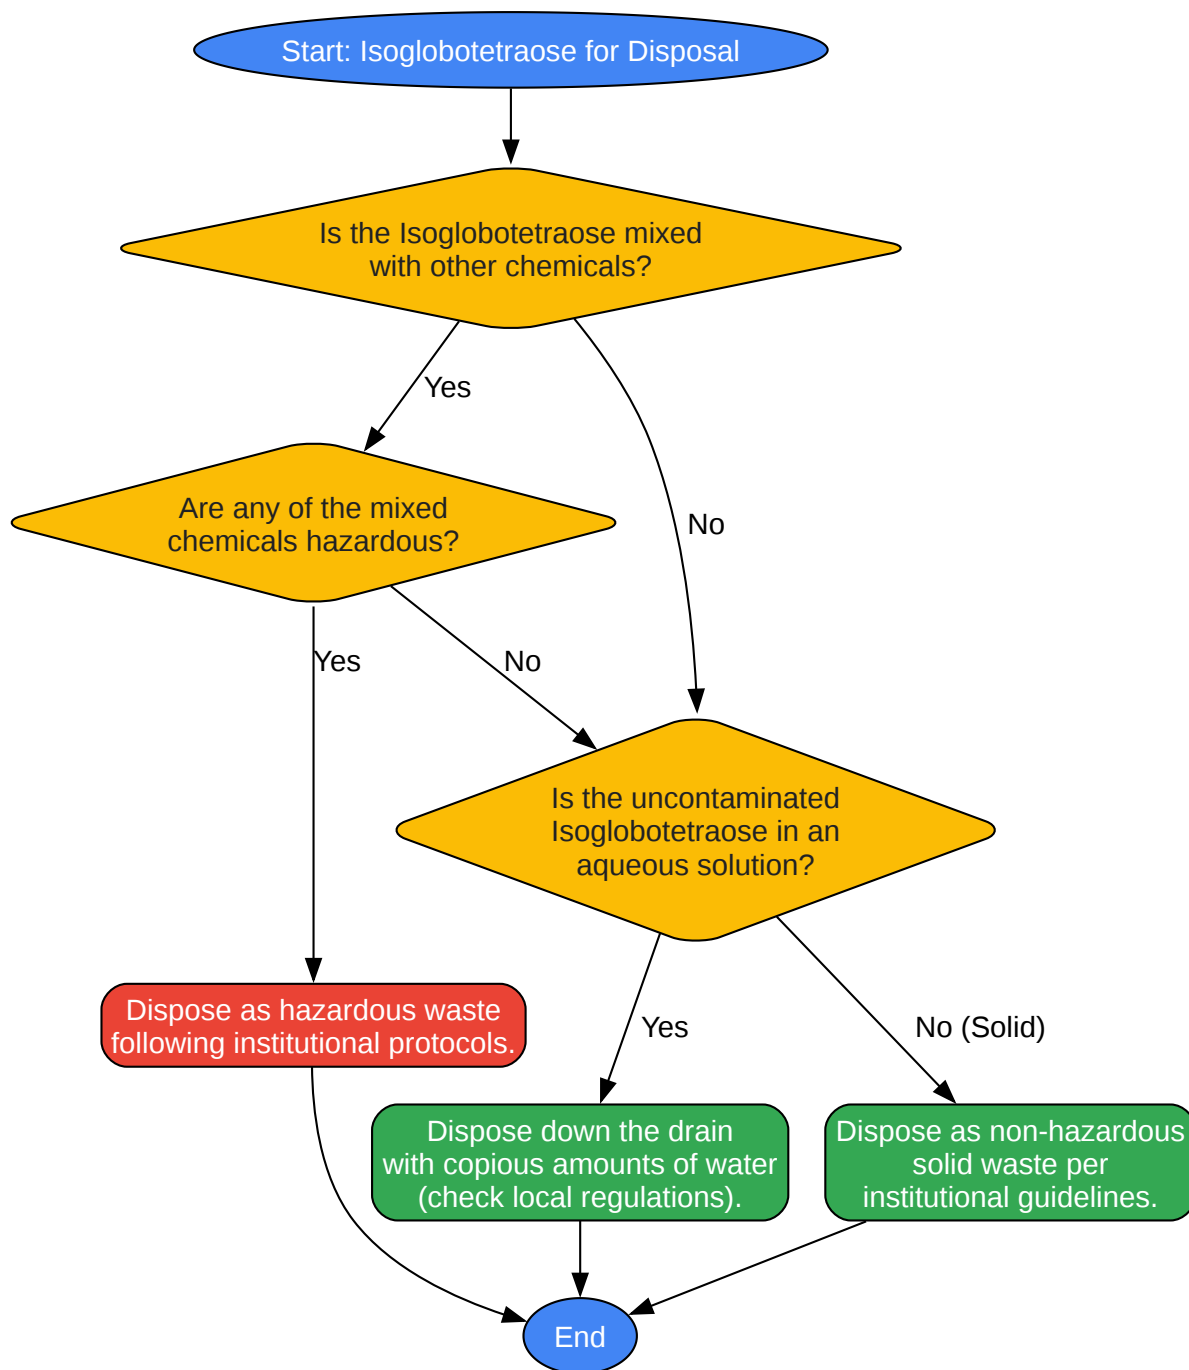 Start: Isoglobotetraose for Disposal
Is the Isoglobotetraose mixed
with other chemicals?
Yes
No
Are any of the mixed
chemicals hazardous?
Yes
No
Is the uncontaminated
Isoglobotetraose in an
aqueous solution?
Yes
No (Solid)
Dispose as hazardous waste
following institutional protocols.
Dispose down the drain
with copious amounts of water
(check local regulations).
Dispose as non-hazardous
solid waste per
institutional guidelines.
End